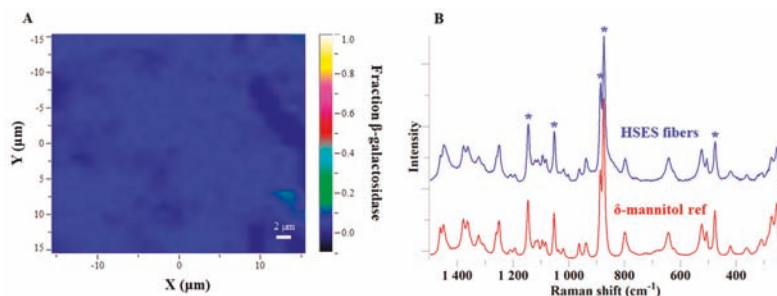 A
-15
-10
-5
0
5
10
15
Y (µm)
-10
0
10
X (µm)
2 µm
1.0
0.8
0.6
0.4
0.2
0.0
Fraction β-galactosidase
B
Intensity
*
*
*
*
*
*
HSES fibers
δ-mannitol ref
1 400
1 200
1 000
800
600
400
Raman shift (cm⁻¹)